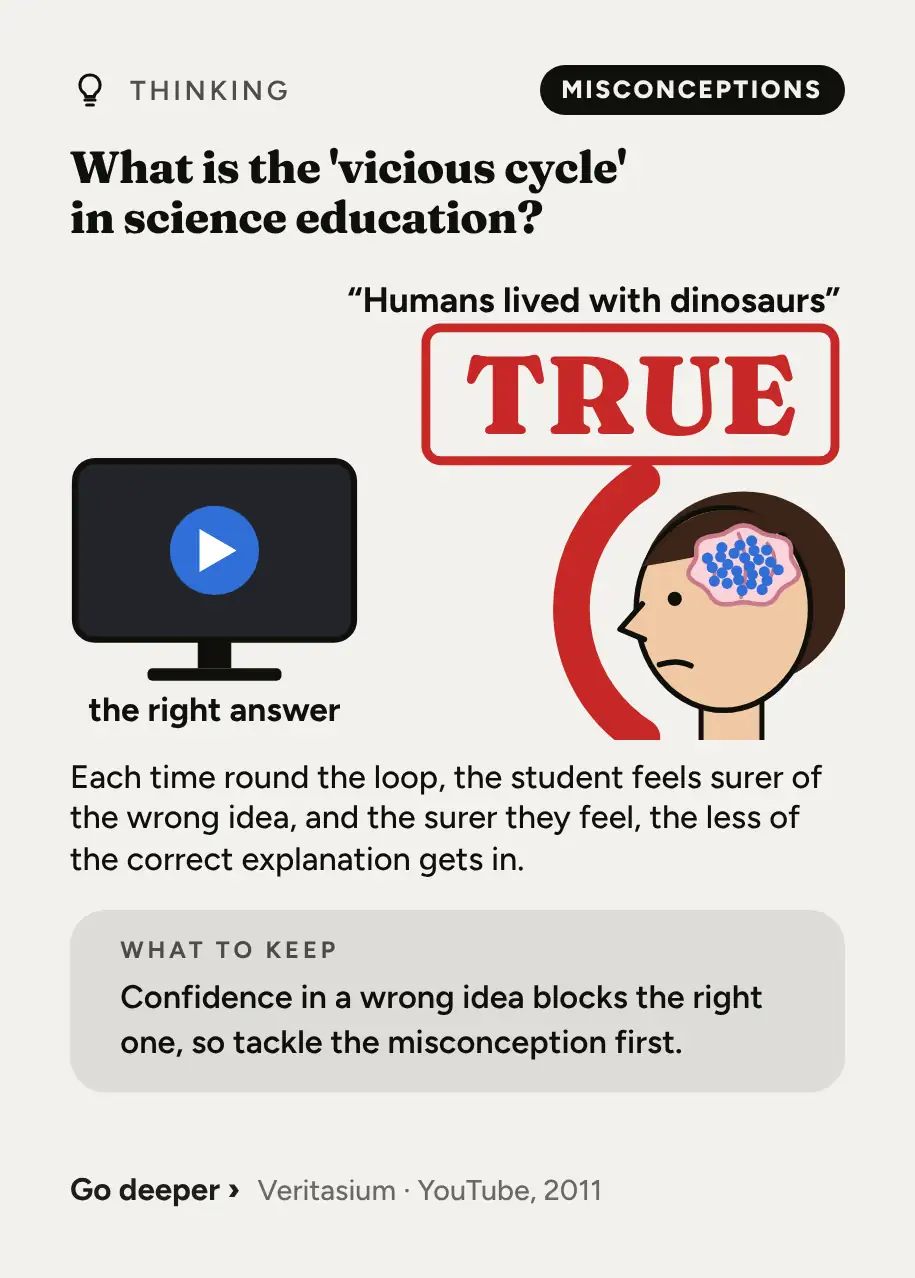 THINKING
MISCONCEPTIONS
What is the 'vicious cycle'
in science education?
“Humans lived with dinosaurs”
TRUE
the right answer
Each time round the loop, the student feels surer of
the wrong idea, and the surer they feel, the less of
the correct explanation gets in.
WHAT TO KEEP
Confidence in a wrong idea blocks the right
one, so tackle the misconception first.
Go deeper › Veritasium · YouTube, 2011